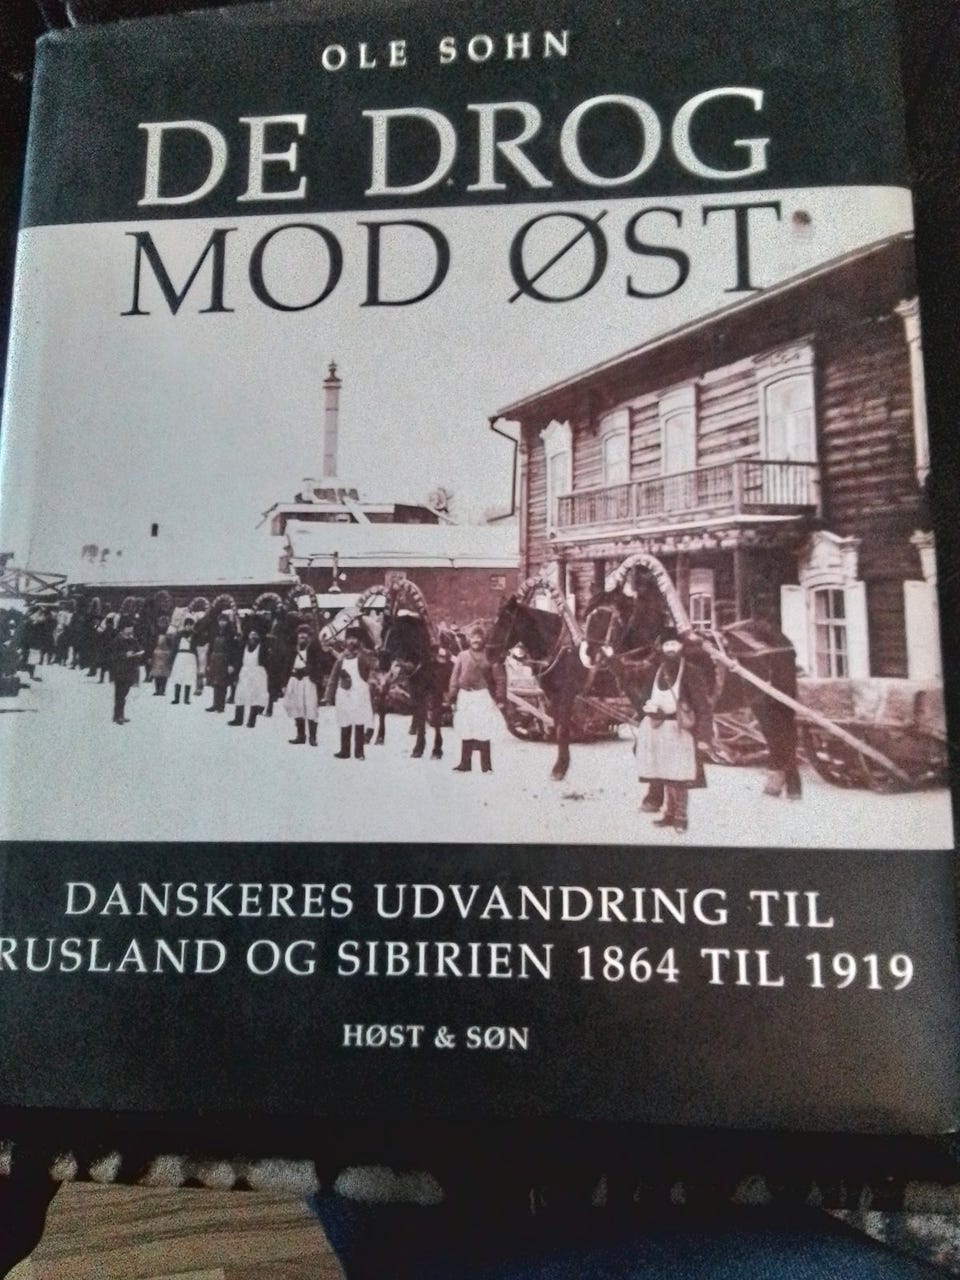 OLE SOHN
DE DROG
MOD ØST
DANSKERES UDVANDRING TIL
RUSLAND OG SIBIRIEN 1864 TIL 1919
HØST & SØN